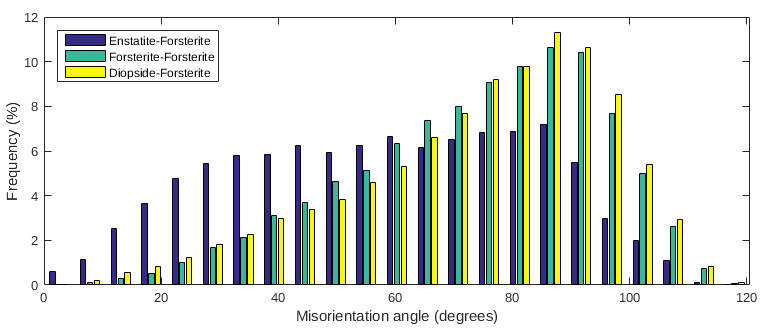 Enstatite-Forsterite
Forsterite-Forsterite
Diopside-Forsterite
Frequency (%)
12
10
8
6
4
2
0
0 20 40 60 80 100 120
Misorientation angle (degrees)